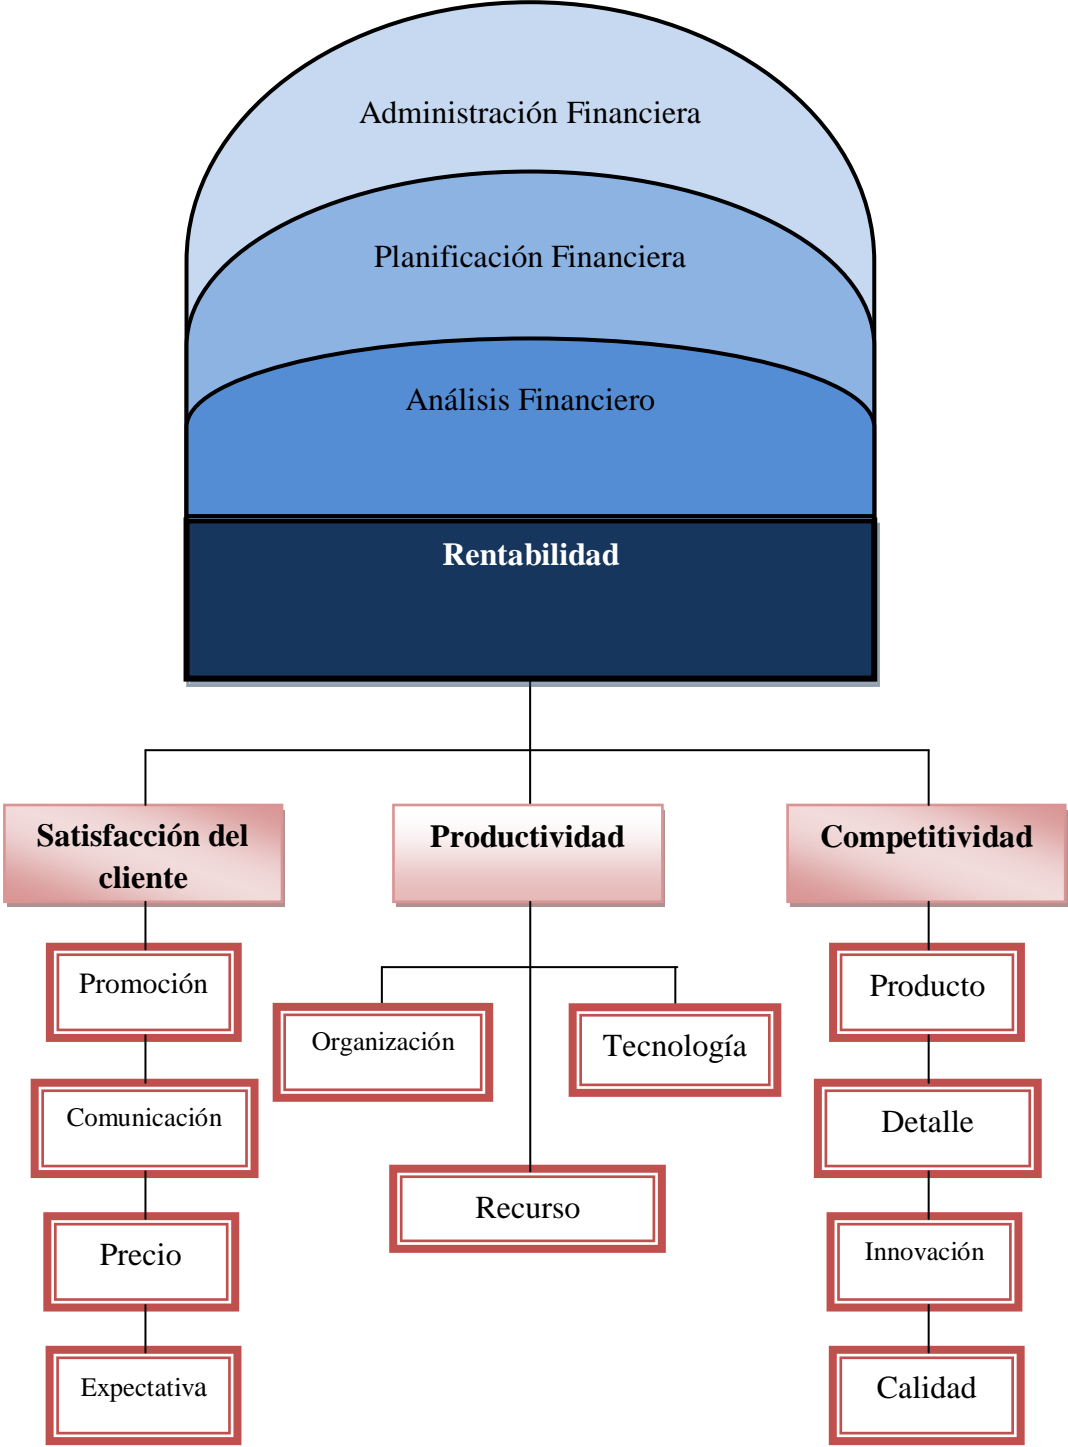 Administración Financiera
Planificación Financiera
Análisis Financiero
Rentabilidad
Satisfacción del
cliente
Productividad
Competitividad
Promoción
Comunicación
Precio
Expectativa
Organización
Tecnología
Recurso
Producto
Detalle
Innovación
Calidad